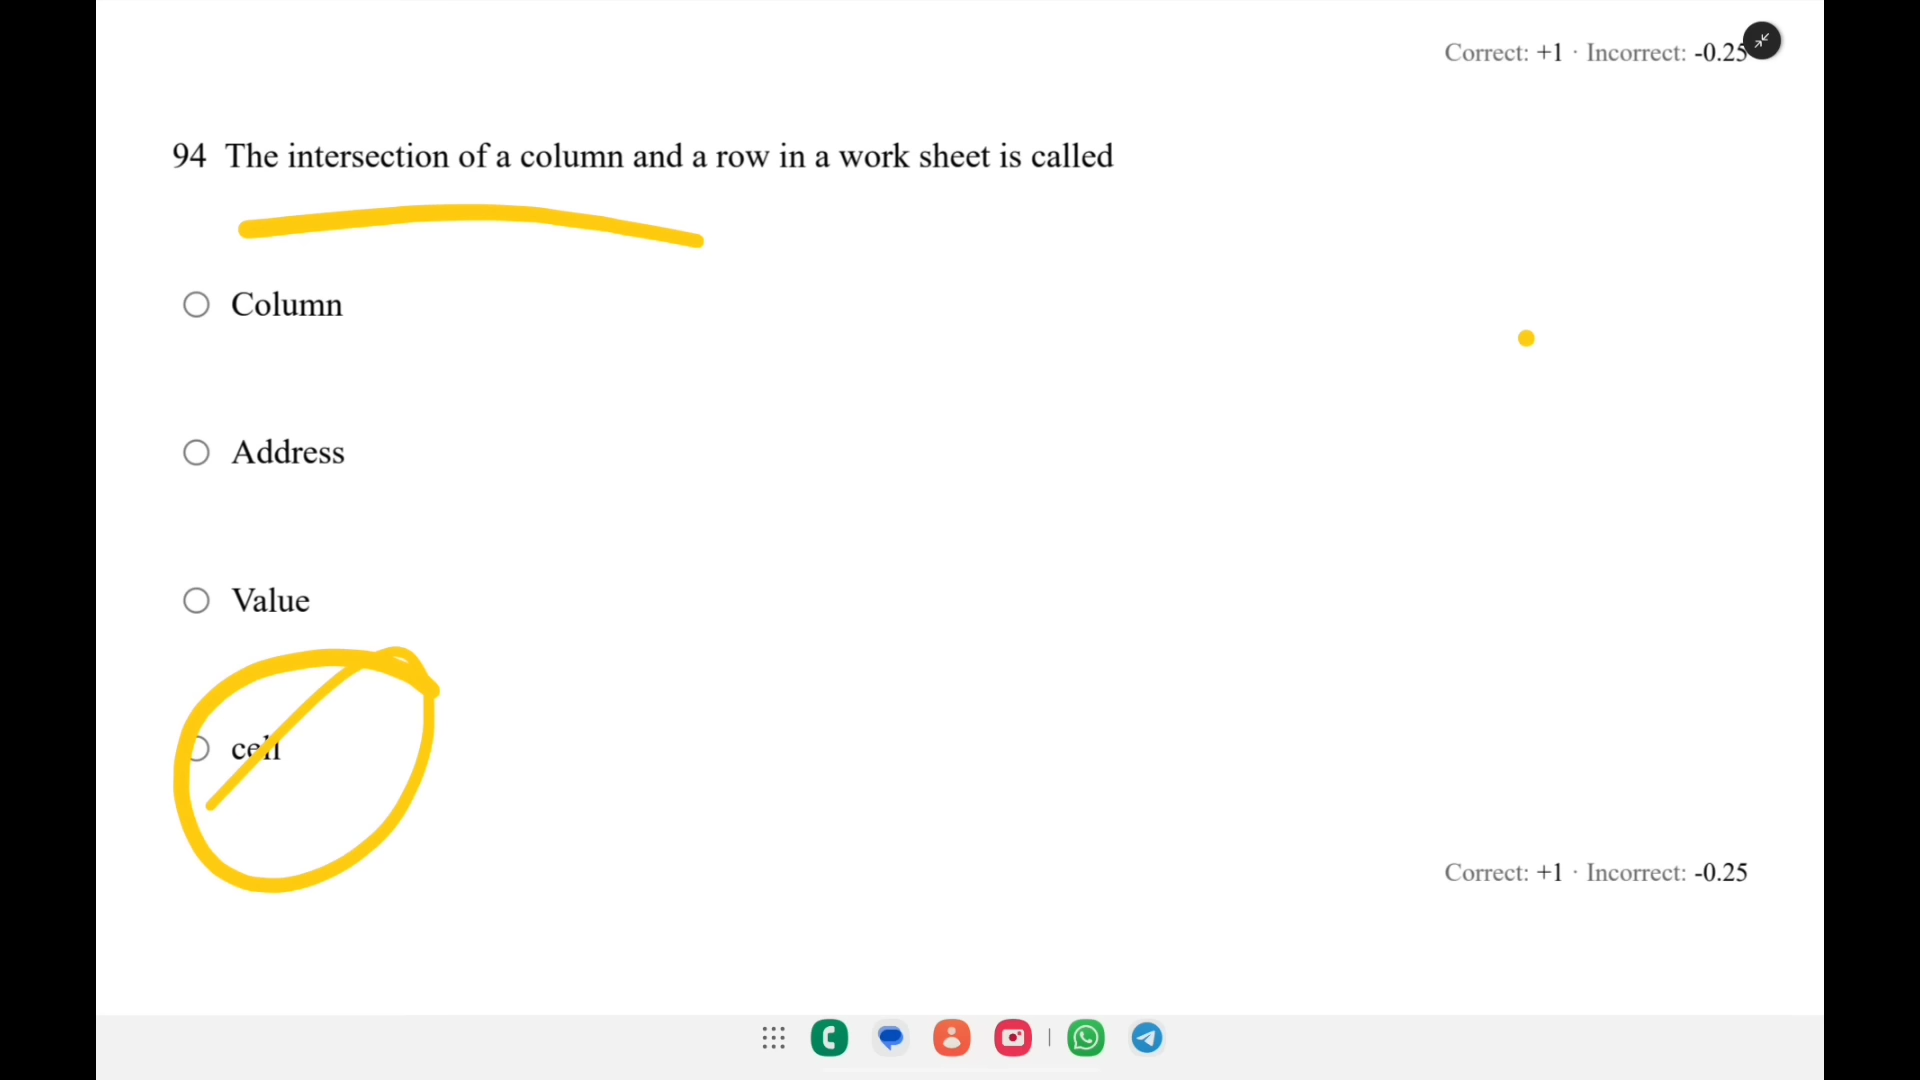 Correct: +1 · Incorrect: -0.25
94 The intersection of a column and a row in a work sheet is called
Column
Address
Value
cell
Correct: +1 · Incorrect: -0.25